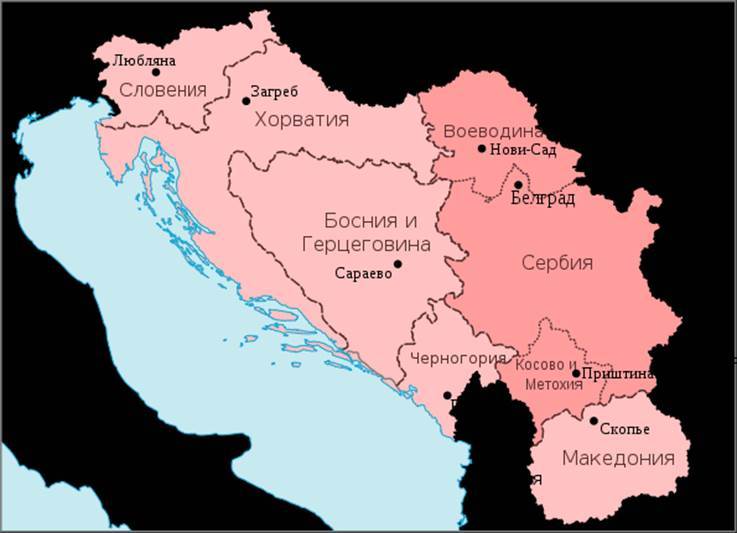 Любляна
Словения
Загреб
Хорватия
Воеводина
Нови-Сад
Белград
Босния и
Герцеговина
Сербия
Сараево
Черногория
Косово и
Метохия
Приштина
Скопье
Македония
я